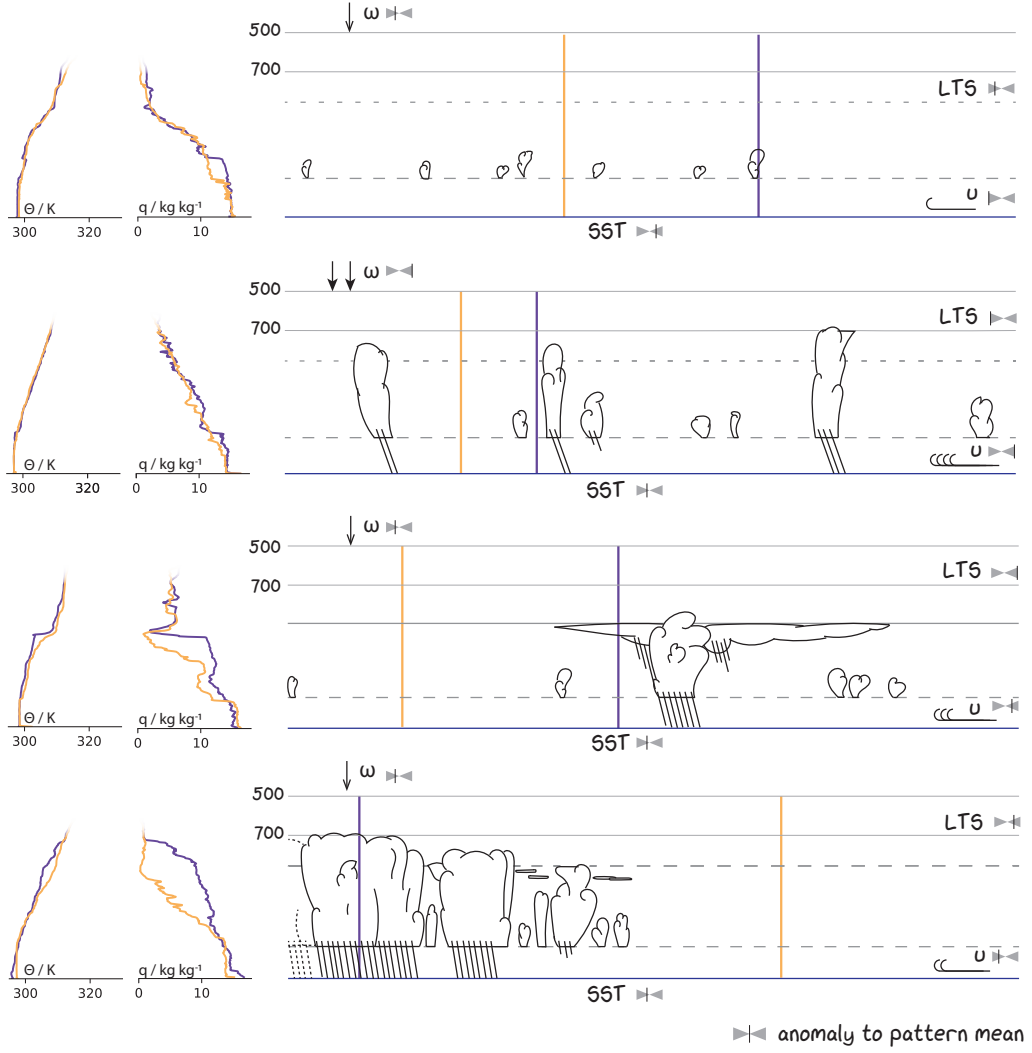 ω
500
700
LTS
Θ / K
q / kg kg⁻¹
υ
300 320 0 10
SST
ω
500
700
LTS
Θ / K
q / kg kg⁻¹
υ
300 320 0 10
SST
ω
500
700
LTS
Θ / K
q / kg kg⁻¹
υ
300 320 0 10
SST
ω
500
700
LTS
Θ / K
q / kg kg⁻¹
υ
300 320 0 10
SST
anomaly to pattern mean